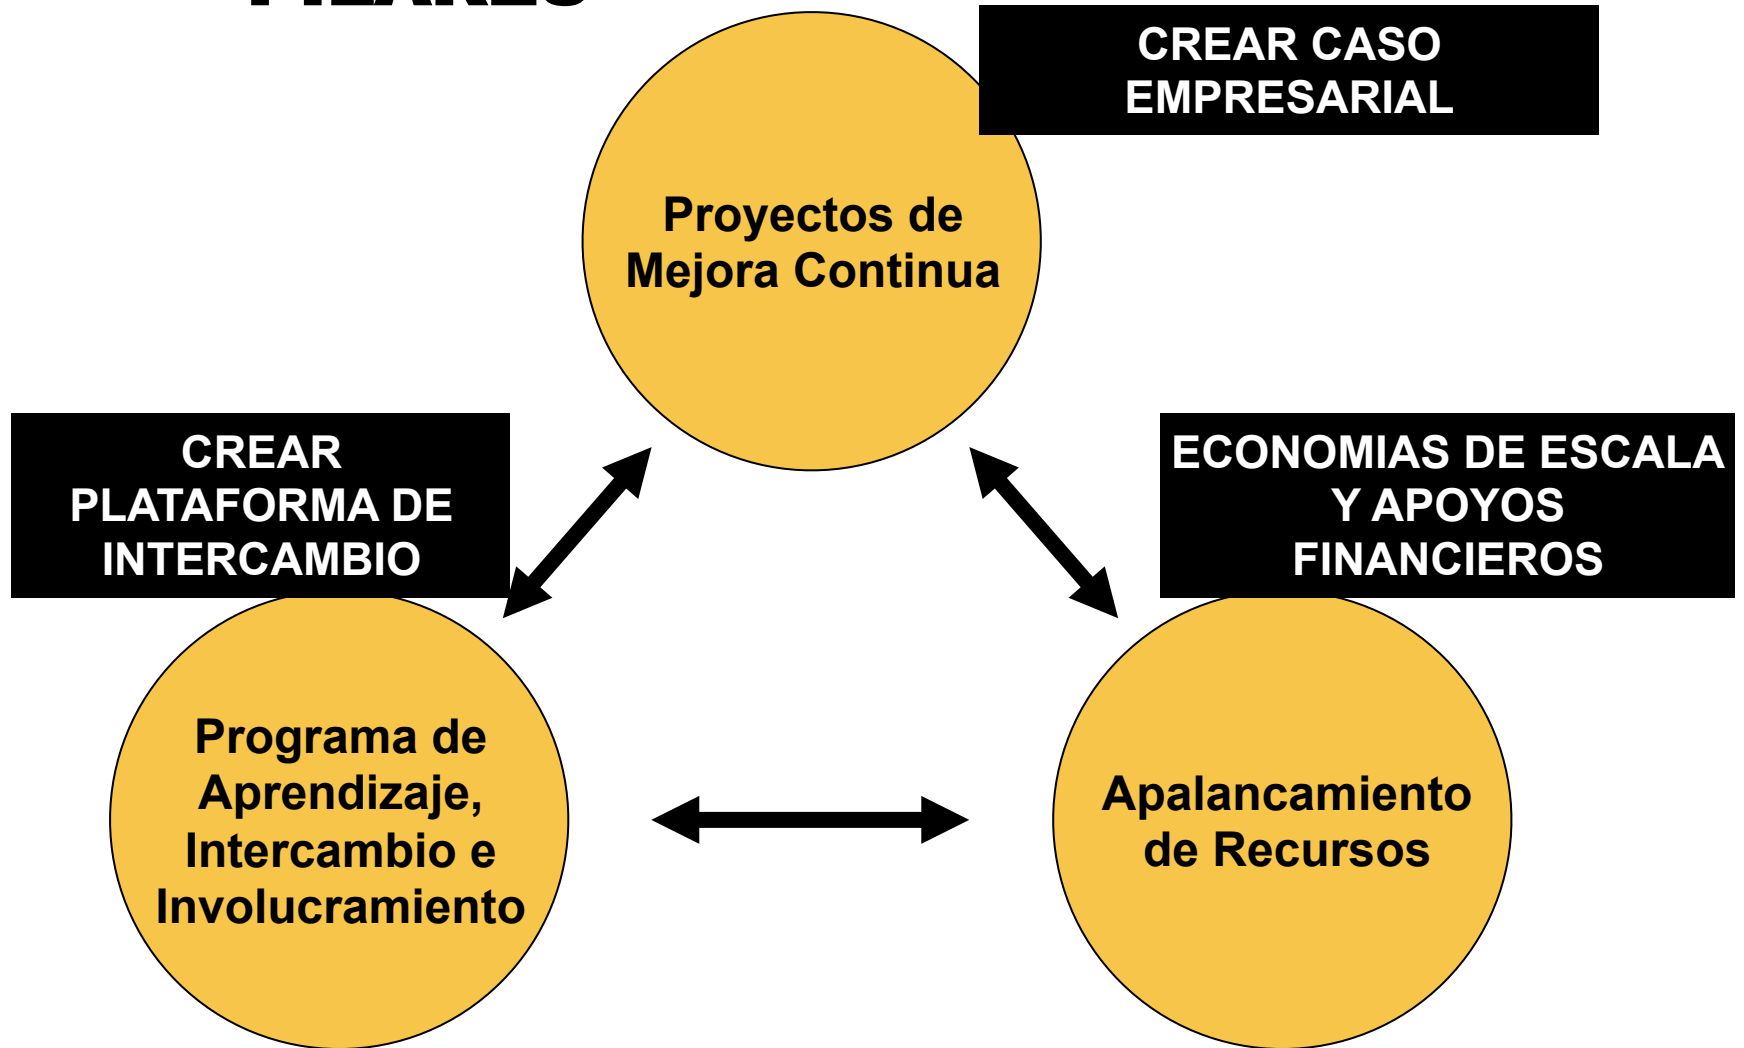 PILARES
CREAR CASO
EMPRESARIAL
Proyectos de
Mejora Continua
CREAR
PLATAFORMA DE
INTERCAMBIO
ECONOMIAS DE ESCALA
Y APOYOS
FINANCIEROS
Programa de
Aprendizaje,
Intercambio e
Involucramiento
Apalancamiento
de Recursos